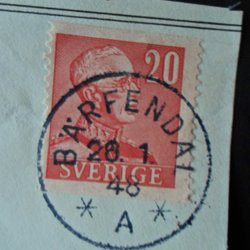 20
BÄRFENDAL
28. 1
48
SVERIGE
* A *